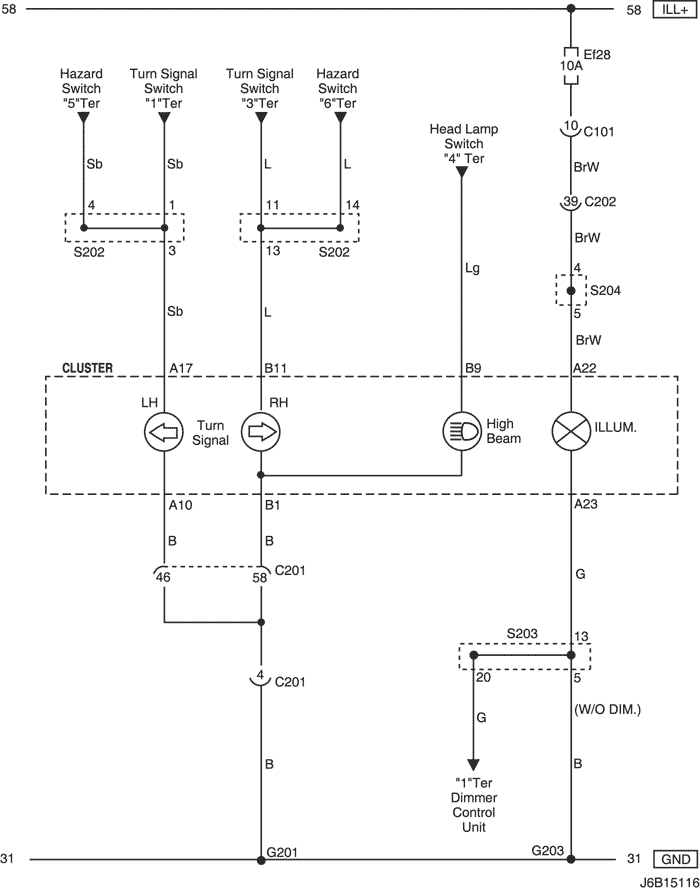 58
58 ILL+
Ef28
10A
Hazard
Switch
"5"Ter
Turn Signal
Switch
"1"Ter
Turn Signal
Switch
"3"Ter
Hazard
Switch
"6"Ter
Head Lamp
Switch
"4" Ter
10 C101
BrW
Sb
Sb
L
L
39 C202
4
1
11
14
BrW
S202
3
13
S202
Lg
4
S204
5
Sb
L
BrW
CLUSTER
A17
B11
B9
A22
LH
RH
Turn
Signal
High
Beam
ILLUM.
A10
B1
A23
B
B
46
58
C201
G
S203
13
4
C201
20
5
(W/O DIM.)
G
B
B
"1"Ter
Dimmer
Control
Unit
31
G201
G203
31 GND
J6B15116